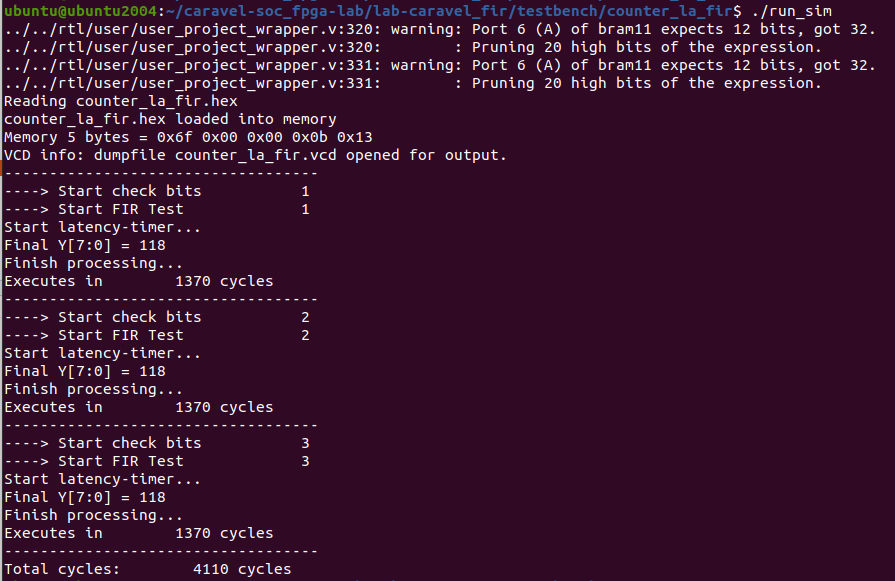 ubuntu@ubuntu2004:~/caravel-soc_fpga-lab/lab-caravel_fir/testbench/counter_la_fir$ ./run_sim
../../rtl/user/user_project_wrapper.v:320: warning: Port 6 (A) of bram11 expects 12 bits, got 32.
../../rtl/user/user_project_wrapper.v:320:        : Pruning 20 high bits of the expression.
../../rtl/user/user_project_wrapper.v:331: warning: Port 6 (A) of bram11 expects 12 bits, got 32.
../../rtl/user/user_project_wrapper.v:331:        : Pruning 20 high bits of the expression.
Reading counter_la_fir.hex
counter_la_fir.hex loaded into memory
Memory 5 bytes = 0x6f 0x00 0x00 0x0b 0x13
VCD info: dumpfile counter_la_fir.vcd opened for output.
-----------------------------------
----> Start check bits           1
----> Start FIR Test             1
Start latency-timer...
Final Y[7:0] = 118
Finish processing...
Executes in        1370 cycles
-----------------------------------
----> Start check bits           2
----> Start FIR Test             2
Start latency-timer...
Final Y[7:0] = 118
Finish processing...
Executes in        1370 cycles
-----------------------------------
----> Start check bits           3
----> Start FIR Test             3
Start latency-timer...
Final Y[7:0] = 118
Finish processing...
Executes in        1370 cycles
-----------------------------------
Total cycles:        4110 cycles